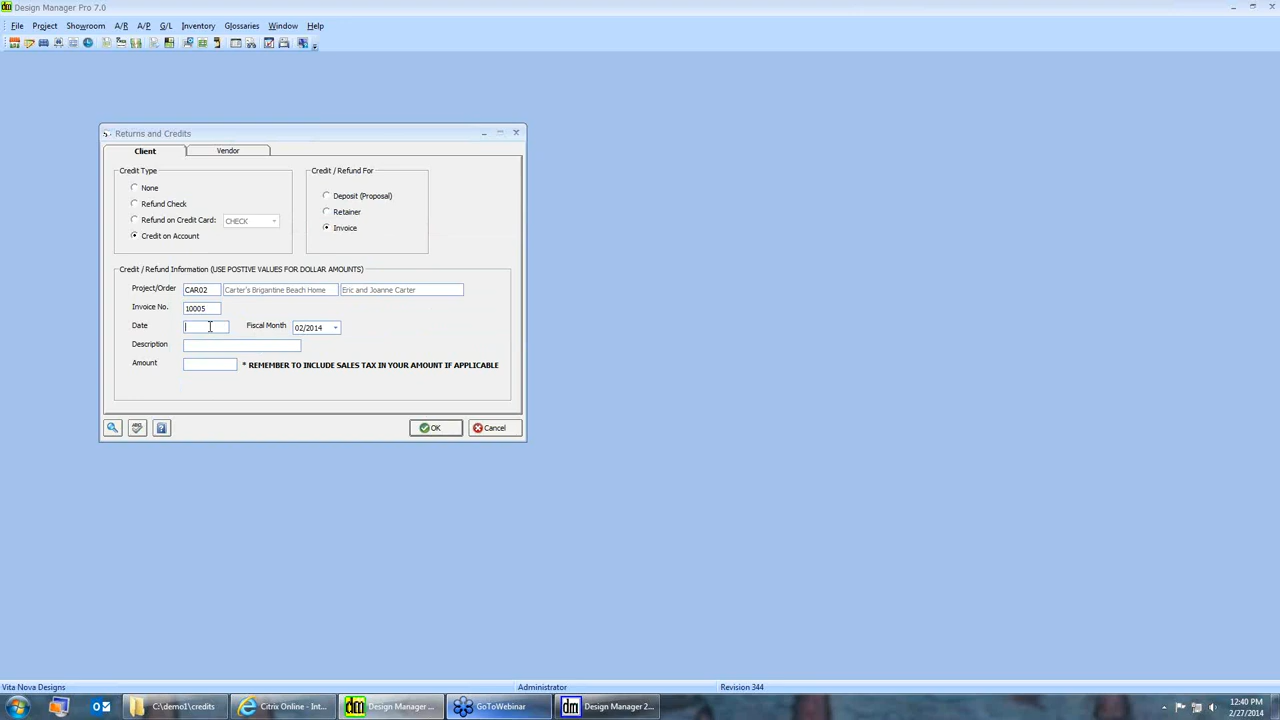 Design Manager Pro 7.0
File Project Showroom A/R A/P G/L Inventory Glossaries Window Help
Returns and Credits
Client Vendor
Credit Type Credit / Refund For
None
Deposit (Proposal)
Refund Check
Retainer
Refund on Credit Card: CHECK
Invoice
Credit on Account
Credit / Refund Information (USE POSTIVE VALUES FOR DOLLAR AMOUNTS)
Project/Order CAR02 Carter's Brigantine Beach Home Eric and Joanne Carter
Invoice No. 10005
Date Fiscal Month 02/2014
Description
Amount * REMEMBER TO INCLUDE SALES TAX IN YOUR AMOUNT IF APPLICABLE
OK Cancel
Vita Nova Designs Administrator Revision 344
C:\demo1\credits Citrix Online - Int... Design Manager ... GoToWebinar dm Design Manager 2...
12:40 PM
2/27/2014